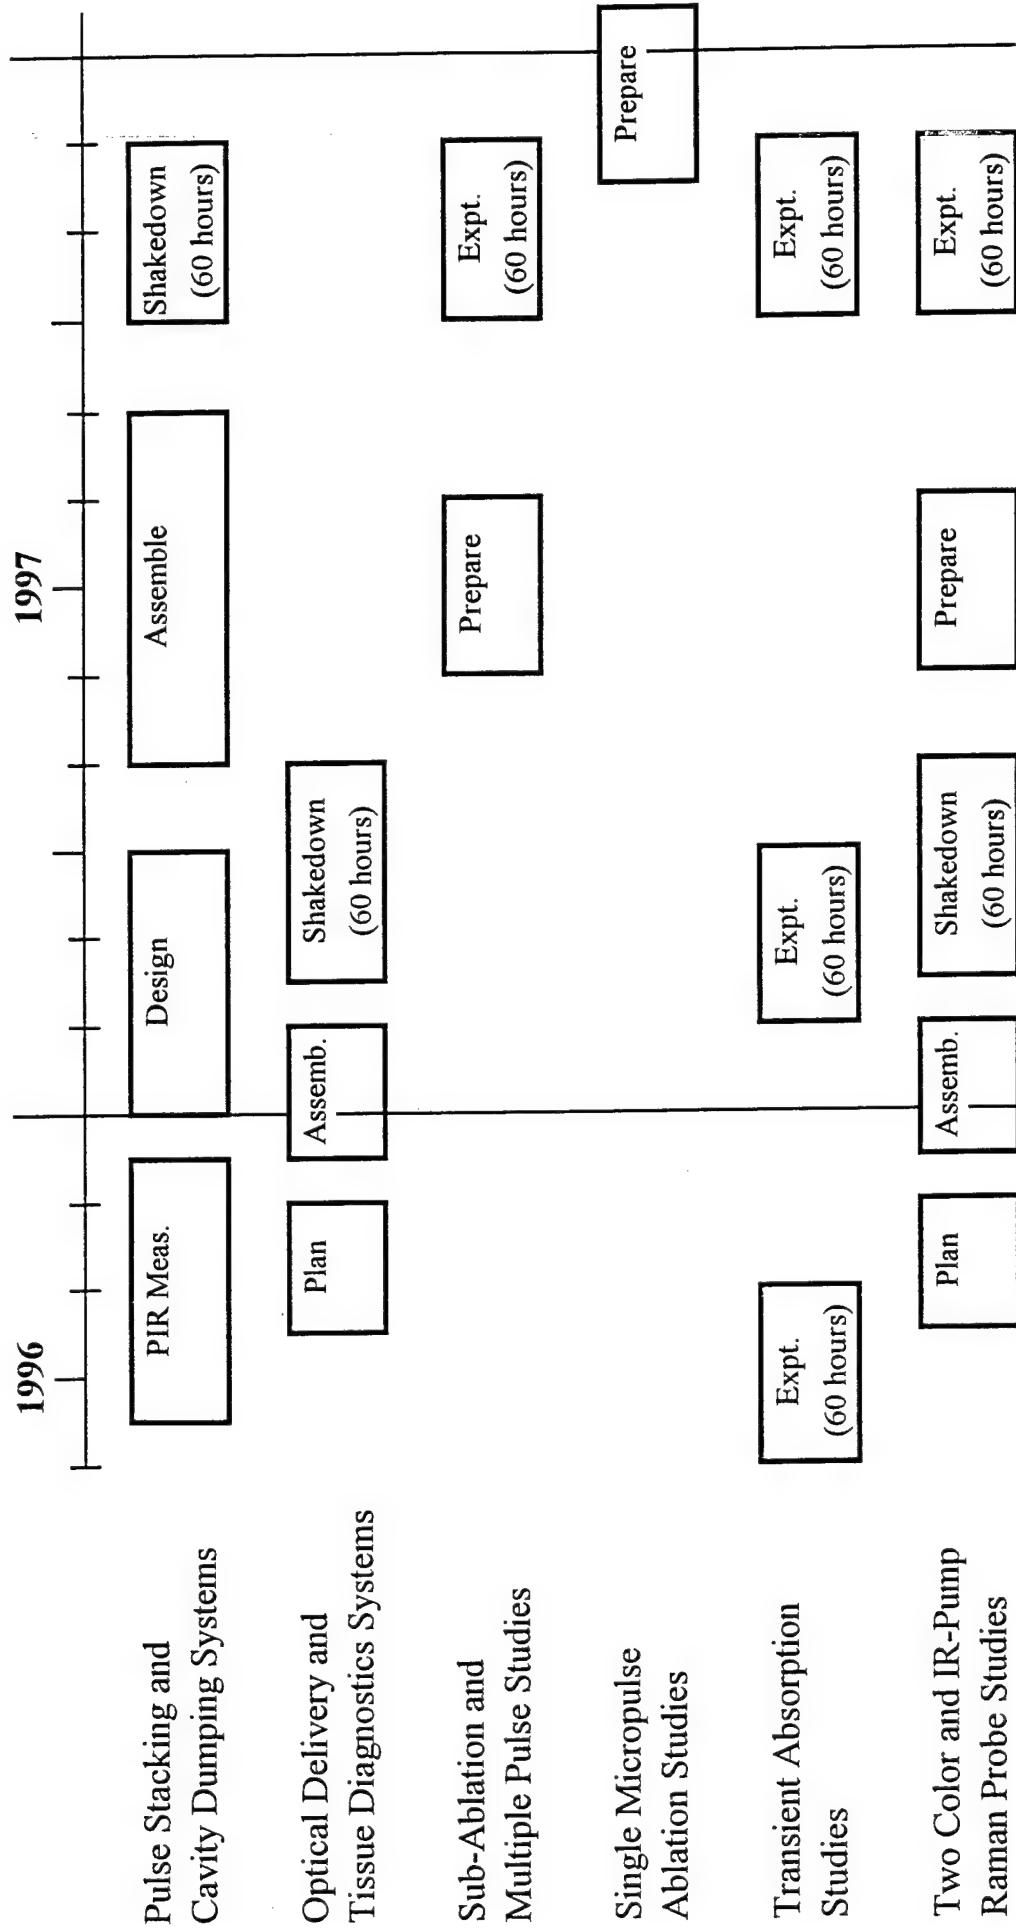 1996
1997
Pulse Stacking and
Cavity Dumping Systems
PIR Meas.
Design
Assemble
Shakedown
(60 hours)
Optical Delivery and
Tissue Diagnostics Systems
Plan
Assemb.
Shakedown
(60 hours)
Sub-Ablation and
Multiple Pulse Studies
Prepare
Expt.
(60 hours)
Single Micropulse
Ablation Studies
Prepare
Transient Absorption
Studies
Expt.
(60 hours)
Expt.
(60 hours)
Expt.
(60 hours)
Two Color and IR-Pump
Raman Probe Studies
Plan
Assemb.
Shakedown
(60 hours)
Prepare
Expt.
(60 hours)